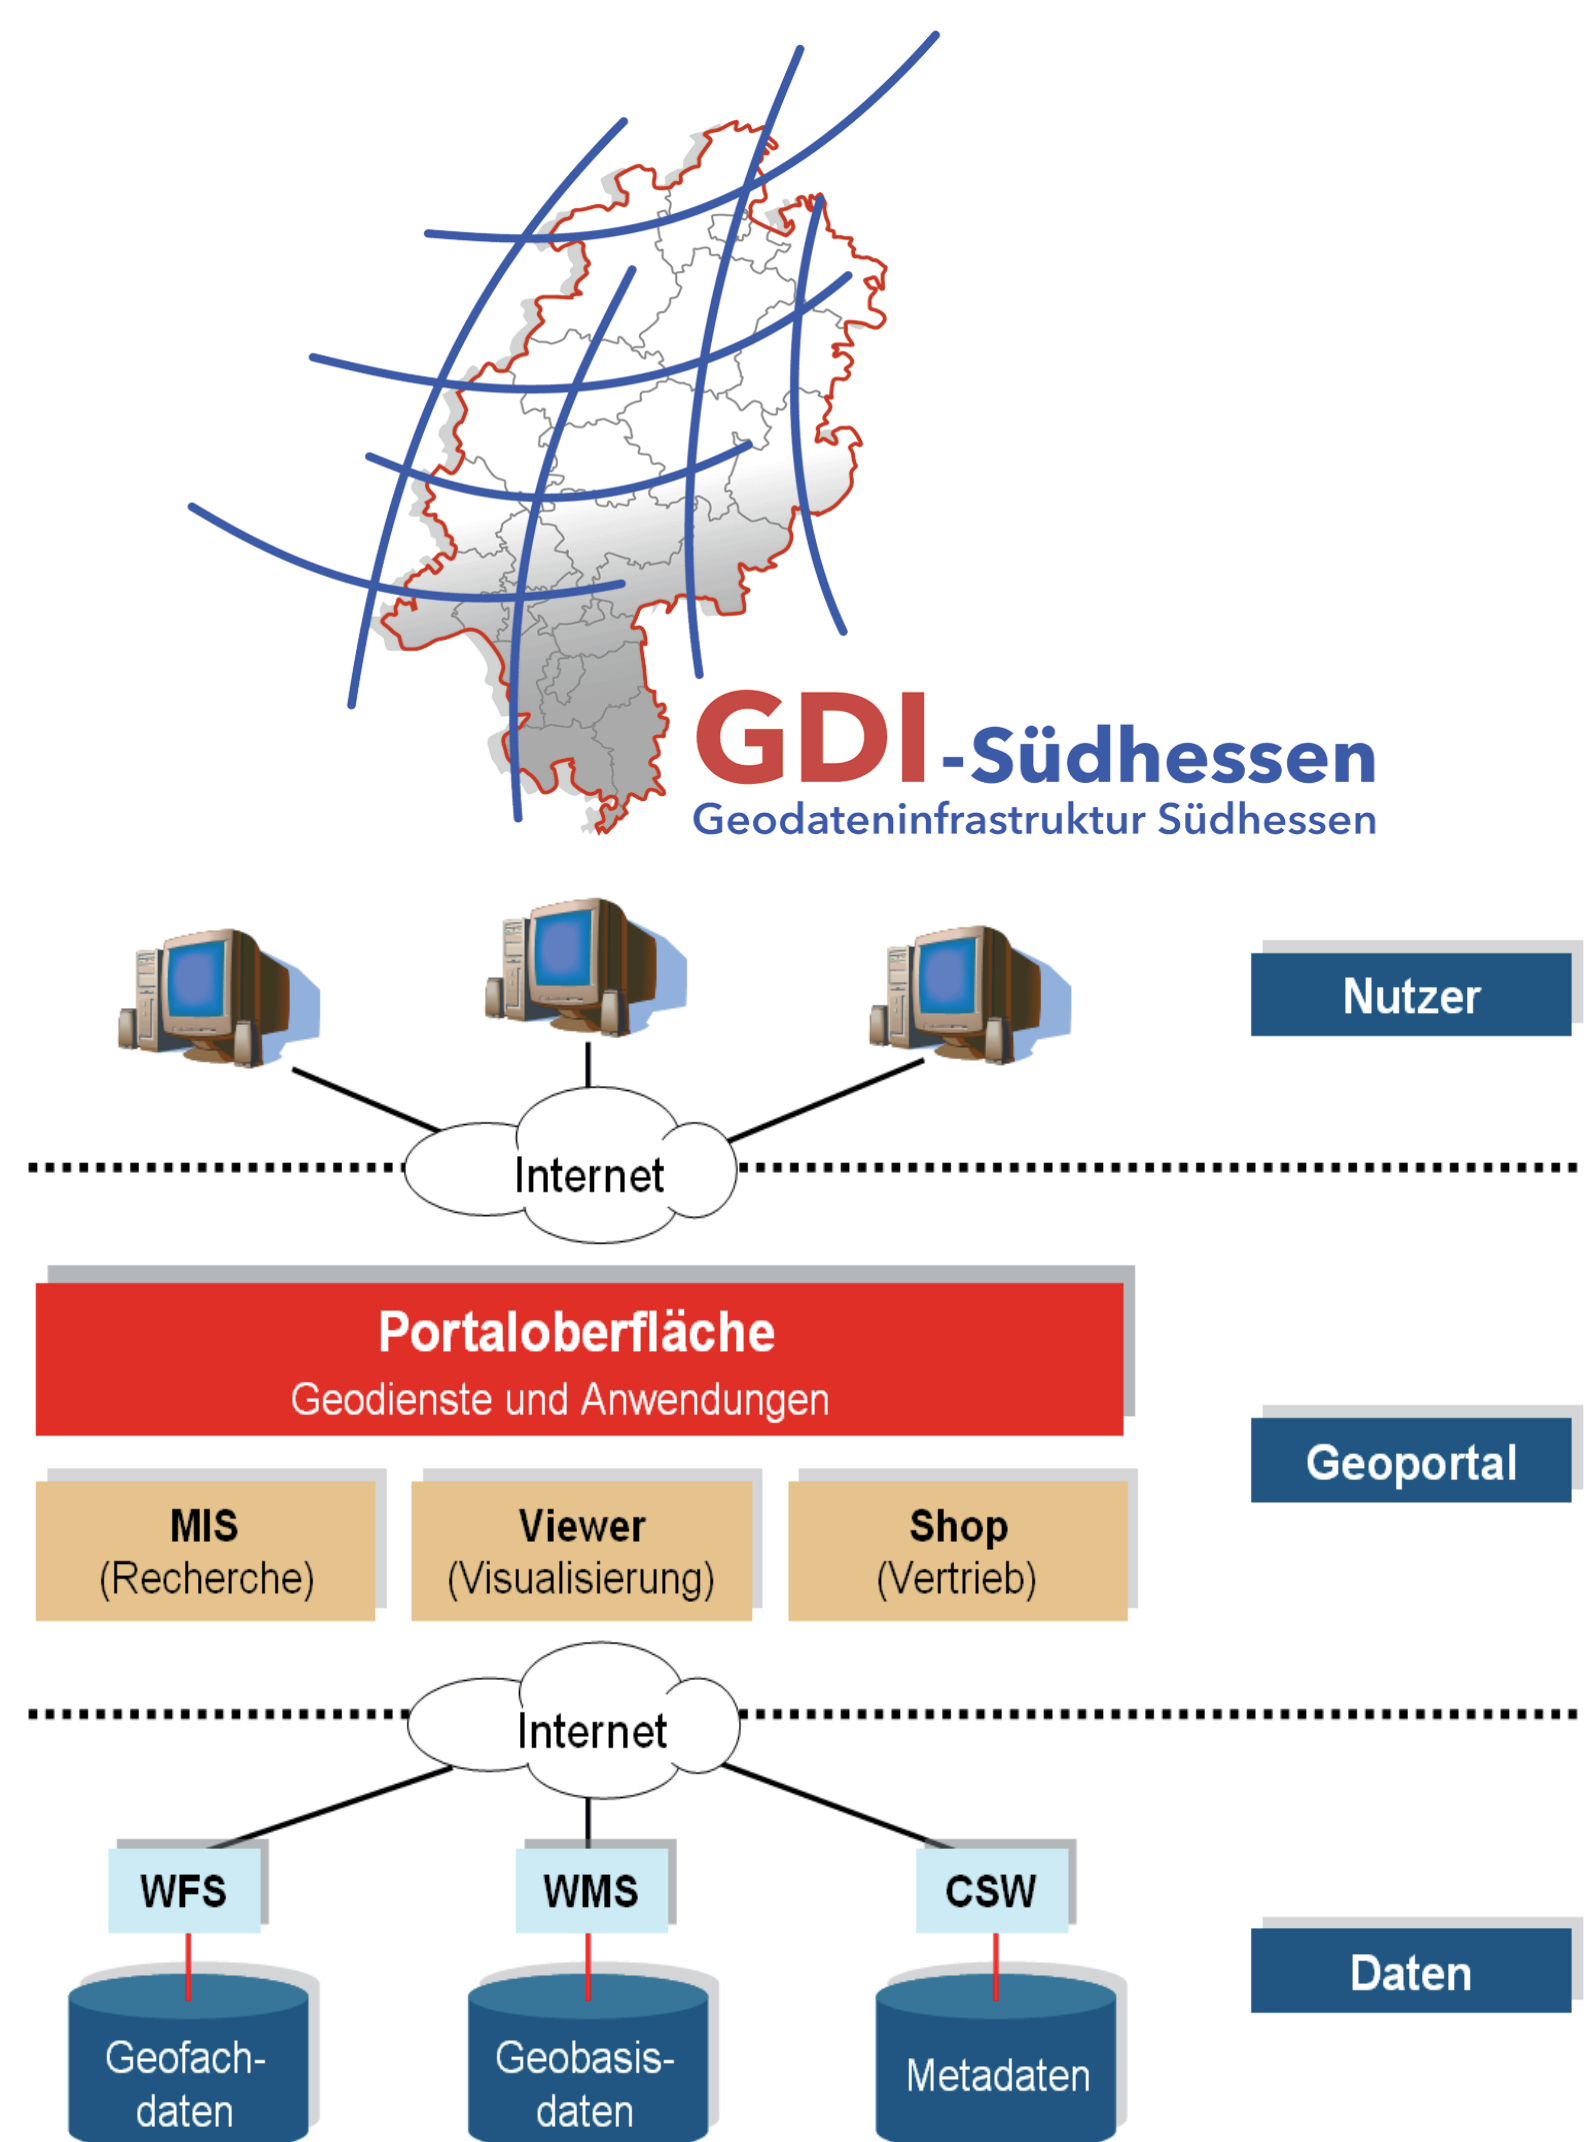 GDI-Südhessen
Geodateninfrastruktur Südhessen
Nutzer
Internet
Portaloberfläche
Geodienste und Anwendungen
Geoportal
MIS
(Recherche)
Viewer
(Visualisierung)
Shop
(Vertrieb)
Internet
WFS
WMS
CSW
Daten
Geofach-
daten
Geobasis-
daten
Metadaten